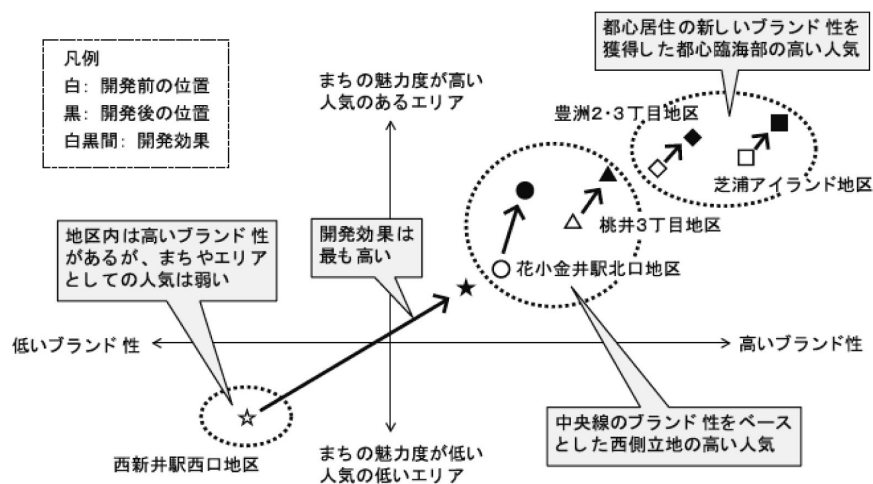 凡例
白: 開発前の位置
黒: 開発後の位置
白黒間: 開発効果
まちの魅力度が高い
人気のあるエリア
都心居住の新しいブランド性を
獲得した都心臨海部の高い人気
豊洲2・3丁目地区
芝浦アイランド地区
桃井3丁目地区
花小金井駅北口地区
地区内は高いブランド性
があるが、まちやエリア
としての人気は弱い
開発効果は
最も高い
低いブランド性
高いブランド性
西新井駅西口地区
まちの魅力度が低い
人気の低いエリア
中央線のブランド性をベース
とした西側立地の高い人気